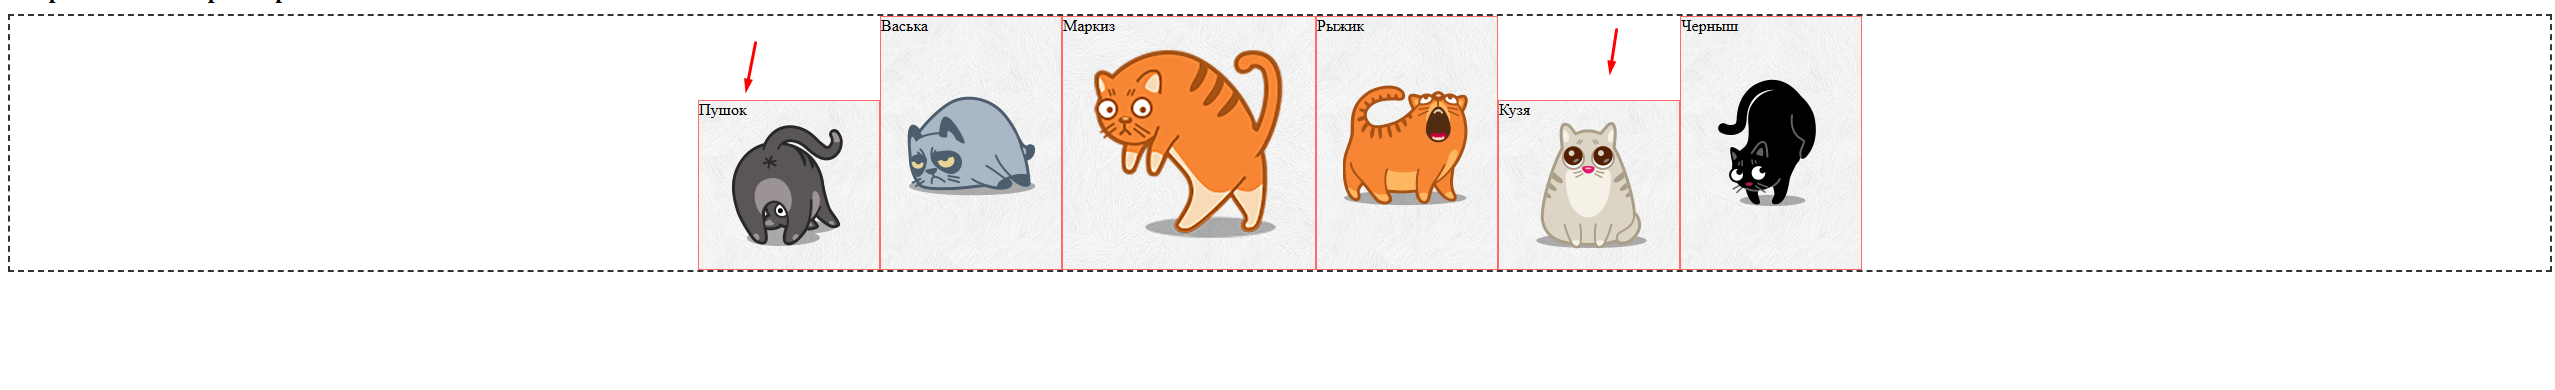 Васька
Маркиз
Рыжик
Черныш
Пушок
Кузя